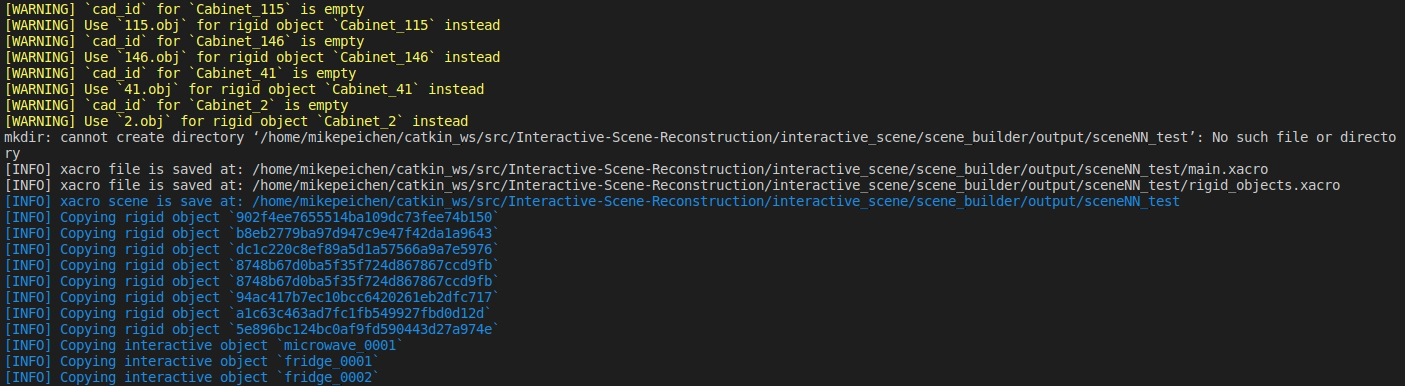 [WARNING] `cad_id` for `Cabinet_115` is empty
[WARNING] Use `115.obj` for rigid object `Cabinet_115` instead
[WARNING] `cad_id` for `Cabinet_146` is empty
[WARNING] Use `146.obj` for rigid object `Cabinet_146` instead
[WARNING] `cad_id` for `Cabinet_41` is empty
[WARNING] Use `41.obj` for rigid object `Cabinet_41` instead
[WARNING] `cad_id` for `Cabinet_2` is empty
[WARNING] Use `2.obj` for rigid object `Cabinet_2` instead
mkdir: cannot create directory ‘/home/mikepeichen/catkin_ws/src/Interactive-Scene-Reconstruction/interactive_scene/scene_builder/output/sceneNN_test’: No such file or directo
ry
[INFO] xacro file is saved at: /home/mikepeichen/catkin_ws/src/Interactive-Scene-Reconstruction/interactive_scene/scene_builder/output/sceneNN_test/main.xacro
[INFO] xacro file is saved at: /home/mikepeichen/catkin_ws/src/Interactive-Scene-Reconstruction/interactive_scene/scene_builder/output/sceneNN_test/rigid_objects.xacro
[INFO] xacro scene is save at: /home/mikepeichen/catkin_ws/src/Interactive-Scene-Reconstruction/interactive_scene/scene_builder/output/sceneNN_test
[INFO] Copying rigid object `902f4ee7655514ba109dc73fee74b150`
[INFO] Copying rigid object `b8eb2779ba97d947c9e47f42da1a9643`
[INFO] Copying rigid object `dc1c220c8ef89a5d1a57566a9a7e5976`
[INFO] Copying rigid object `8748b67d0ba5f35f724d867867ccd9fb`
[INFO] Copying rigid object `8748b67d0ba5f35f724d867867ccd9fb`
[INFO] Copying rigid object `94ac417b7ec10bcc6420261eb2dfc717`
[INFO] Copying rigid object `a1c63c463ad7fc1fb549927fbd0d12d`
[INFO] Copying rigid object `5e896bc124bc0af9fd590443d27a974e`
[INFO] Copying interactive object `microwave_0001`
[INFO] Copying interactive object `fridge_0001`
[INFO] Copying interactive object `fridge_0002`